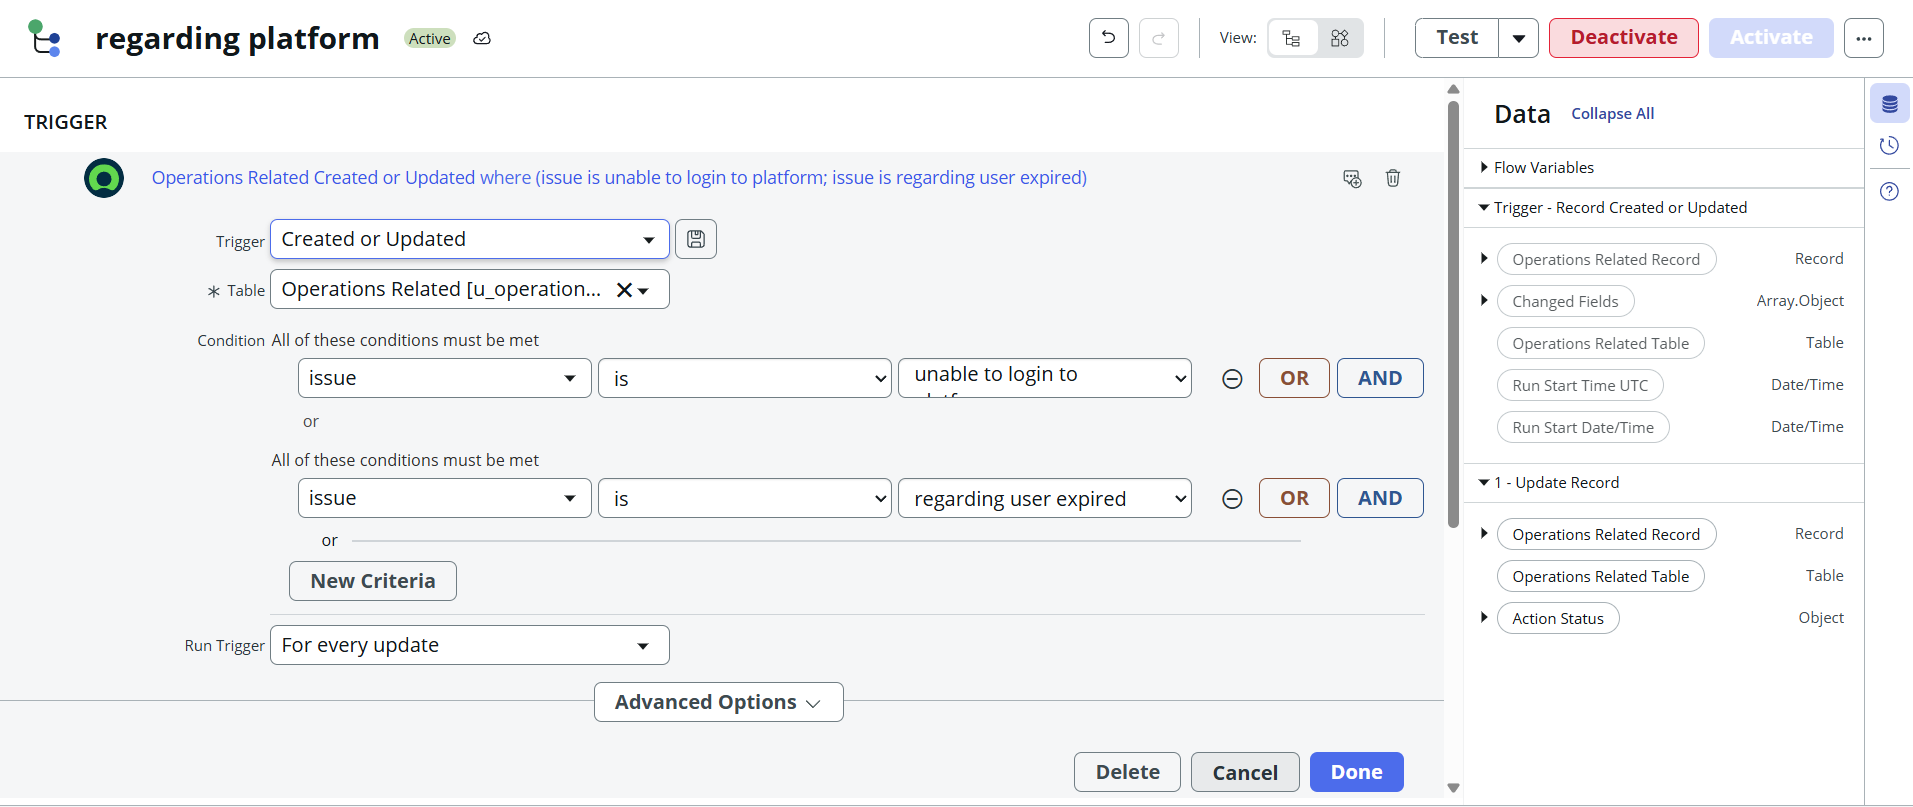 regarding platform Active View: Test Deactivate Activate ...
TRIGGER
Operations Related Created or Updated where (issue is unable to login to platform; issue is regarding user expired)
Trigger Created or Updated
* Table Operations Related [u_operation...
Condition All of these conditions must be met
issue is unable to login to OR AND
or
All of these conditions must be met
issue is regarding user expired OR AND
or
New Criteria
Run Trigger For every update
Advanced Options
Delete Cancel Done
Data Collapse All
Flow Variables
Trigger - Record Created or Updated
Operations Related Record Record
Changed Fields Array.Object
Operations Related Table Table
Run Start Time UTC Date/Time
Run Start Date/Time Date/Time
1 - Update Record
Operations Related Record Record
Operations Related Table Table
Action Status Object